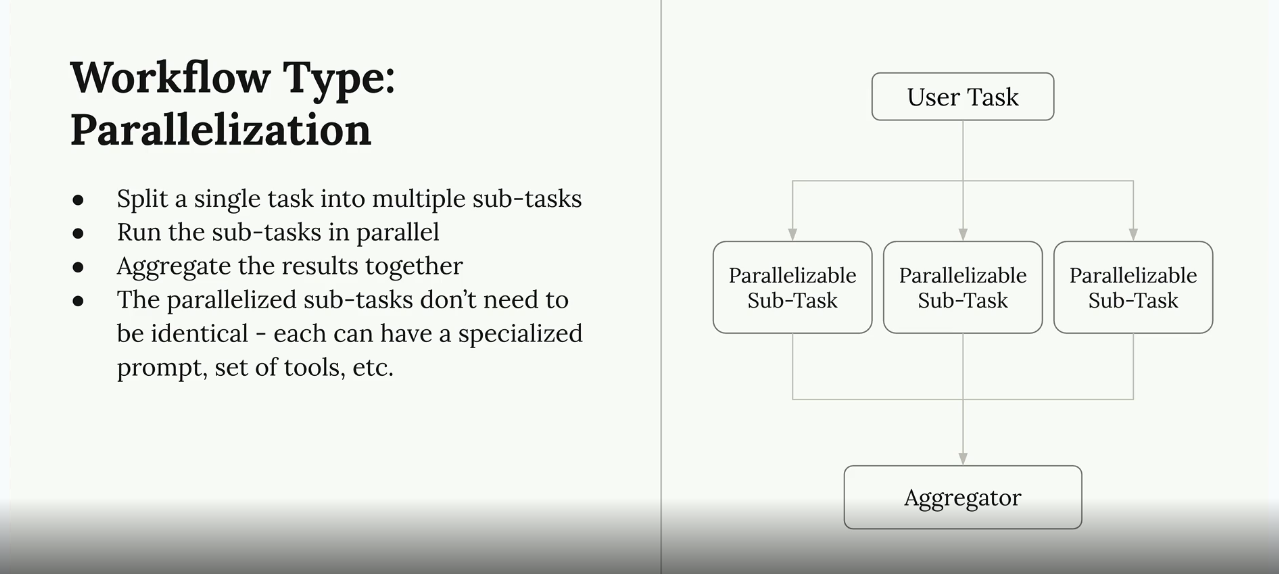 Workflow Type:
Parallelization
● Split a single task into multiple sub-tasks
● Run the sub-tasks in parallel
● Aggregate the results together
● The parallelized sub-tasks don’t need to
be identical - each can have a specialized
prompt, set of tools, etc.
User Task
Parallelizable
Sub-Task
Parallelizable
Sub-Task
Parallelizable
Sub-Task
Aggregator